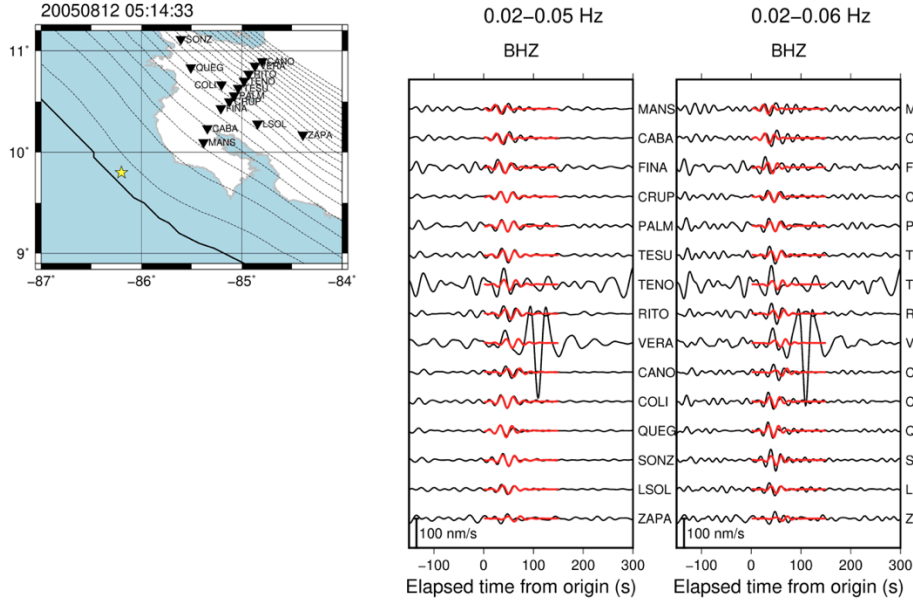 20050812 05:14:33
11°
10°
9°
−87°
−86°
−85°
−84°
SONZ
CANO
VERA
QUEG
RITO
TENO
COLI
TESU
PALM
CRUP
FINA
CABA
LSOL
ZAPA
MANS
0.02−0.05 Hz
BHZ
MANS
CABA
FINA
CRUP
PALM
TESU
TENO
RITO
VERA
CANO
COLI
QUEG
SONZ
LSOL
ZAPA
100 nm/s
−100 0 100 200 300
Elapsed time from origin (s)
0.02−0.06 Hz
BHZ
M
C
F
C
P
T
T
R
V
C
C
Q
S
L
Z
100 nm/s
−100 0 100 200 300
Elapsed time from origin (s)